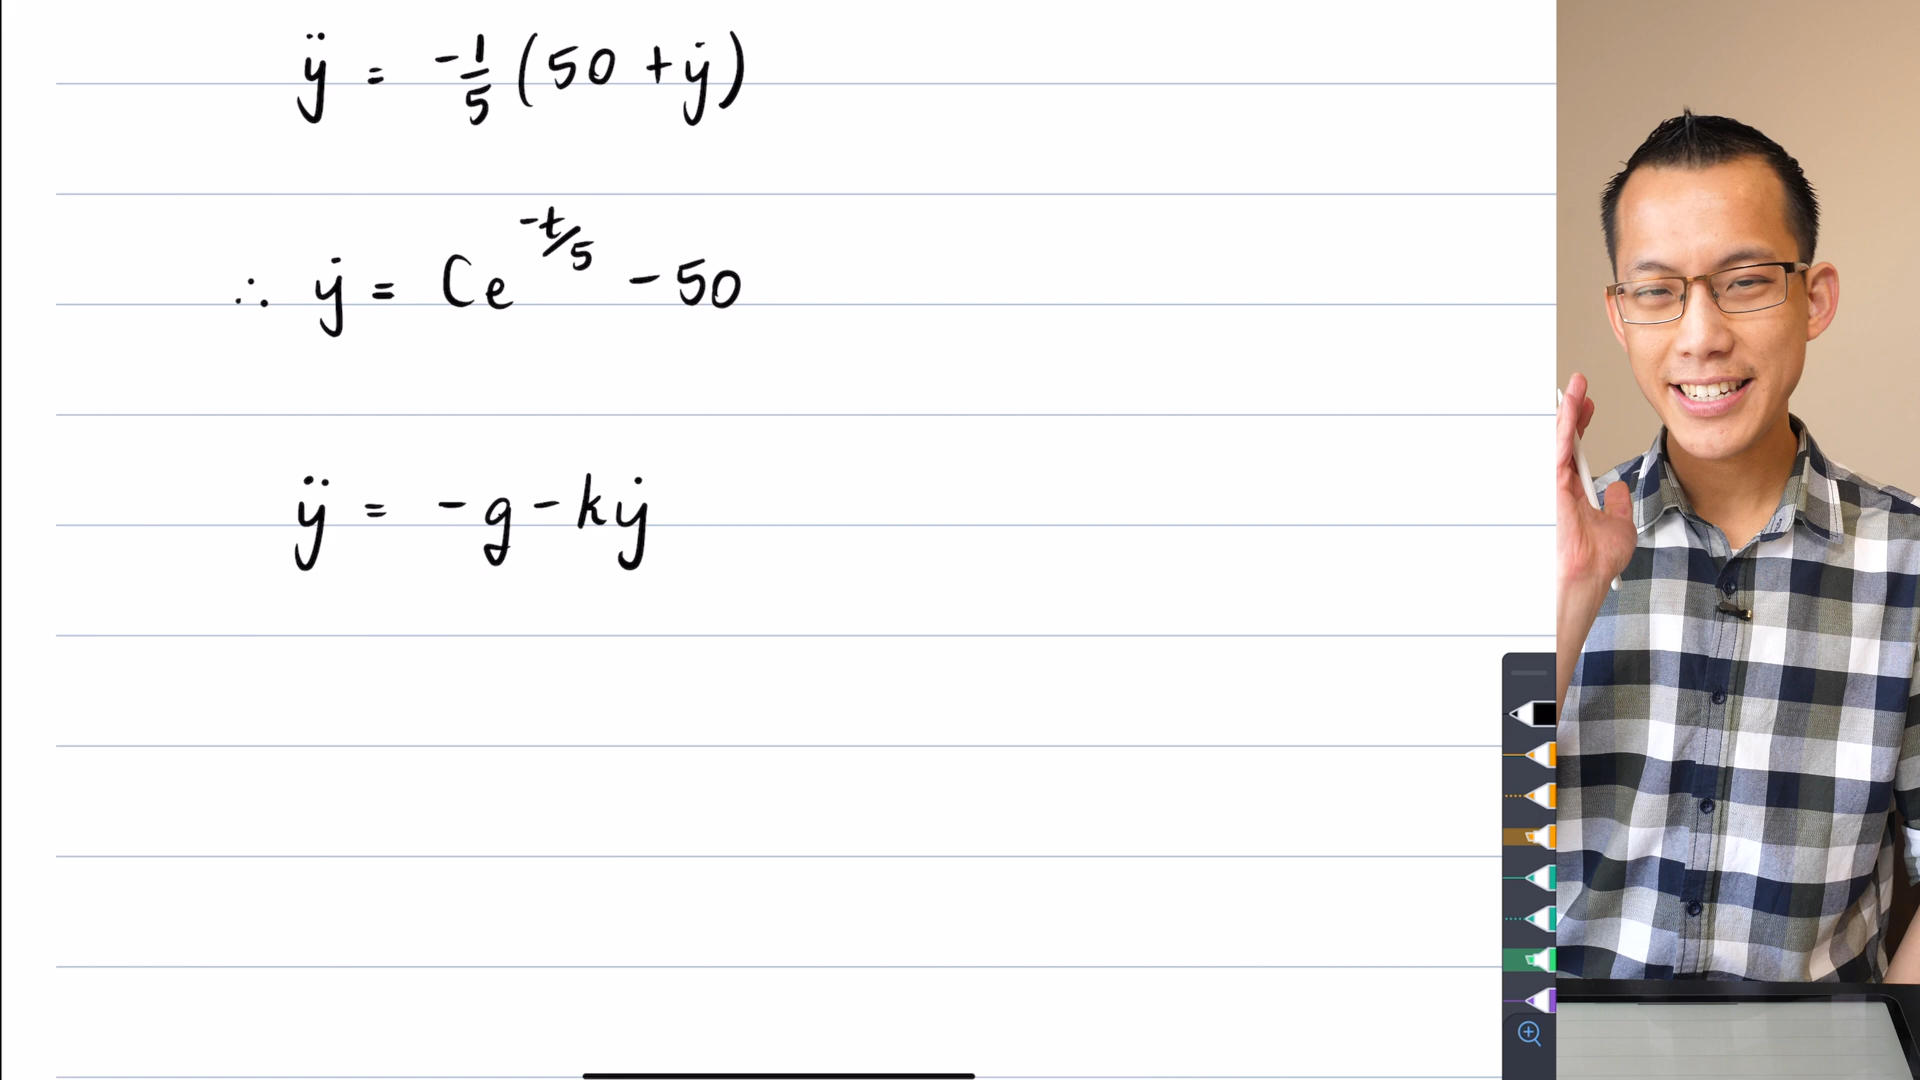 ÿ = -1/5 (50 + ẏ)
∴ ẏ = Ce^(-t/5) - 50
ÿ = -g - kẏ